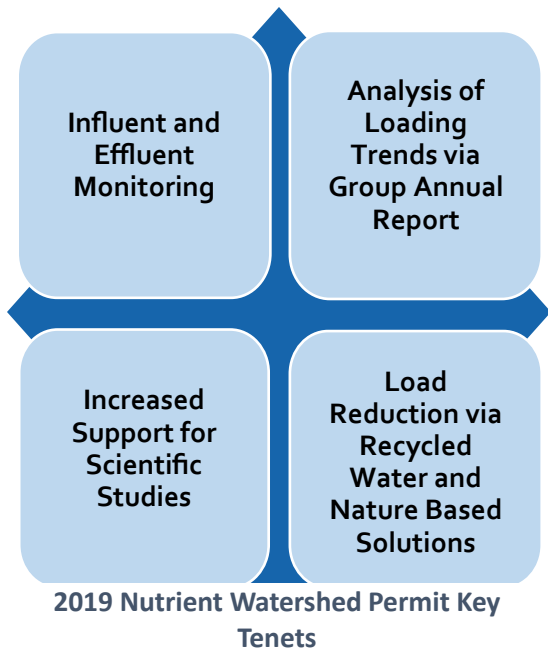 Influent and
Effluent
Monitoring
Analysis of
Loading
Trends via
Group Annual
Report
Increased
Support for
Scientific
Studies
Load
Reduction via
Recycled
Water and
Nature Based
Solutions
2019 Nutrient Watershed Permit Key
Tenets